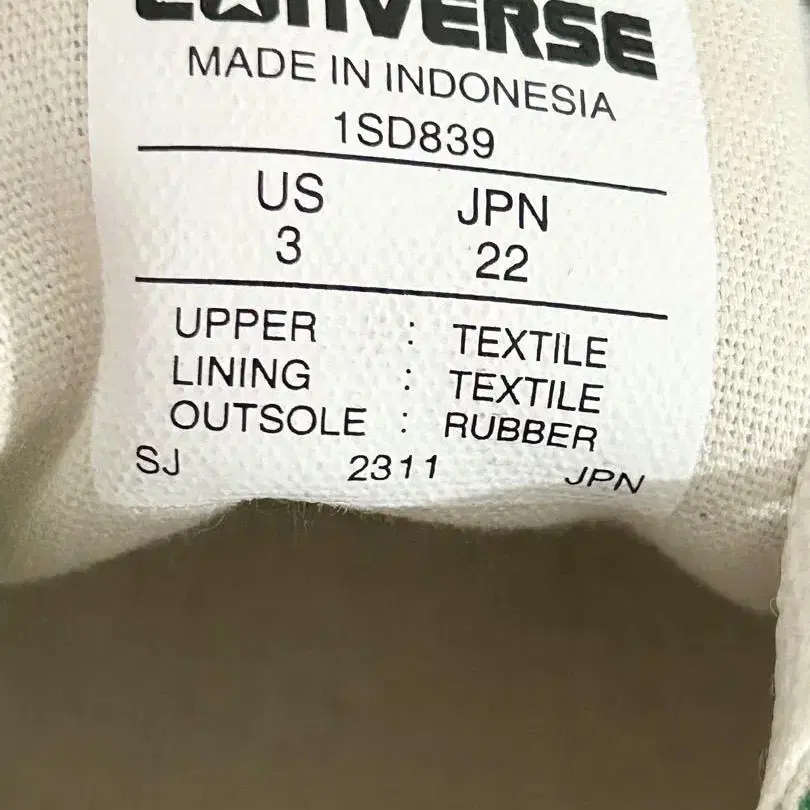 CONVERSE
MADE IN INDONESIA
1SD839
US JPN
3 22
UPPER : TEXTILE
LINING : TEXTILE
OUTSOLE : RUBBER
SJ 2311 JPN